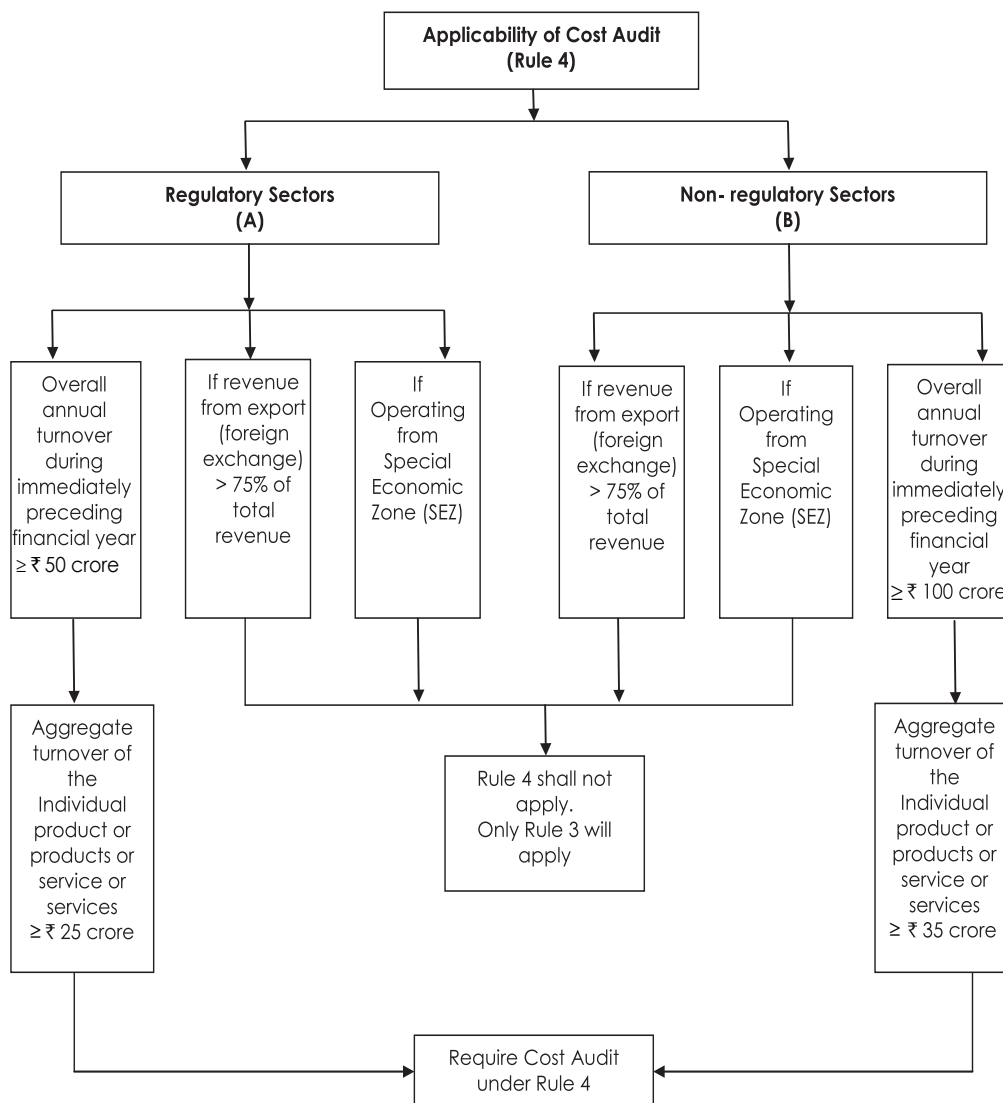 Applicability of Cost Audit
(Rule 4)
Regulatory Sectors
(A)
Non- regulatory Sectors
(B)
Overall
annual
turnover
during
immediately
preceding
financial year
≥ ₹ 50 crore
If revenue
from export
(foreign
exchange)
> 75% of
total
revenue
If
Operating
from
Special
Economic
Zone (SEZ)
If revenue
from export
(foreign
exchange)
> 75% of
total
revenue
If
Operating
from
Special
Economic
Zone (SEZ)
Overall
annual
turnover
during
immediately
preceding
financial
year
≥ ₹ 100 crore
Aggregate
turnover of
the
Individual
product or
products or
service or
services
≥ ₹ 25 crore
Rule 4 shall not
apply.
Only Rule 3 will
apply
Aggregate
turnover of
the
Individual
product or
products or
service or
services
≥ ₹ 35 crore
Require Cost Audit
under Rule 4